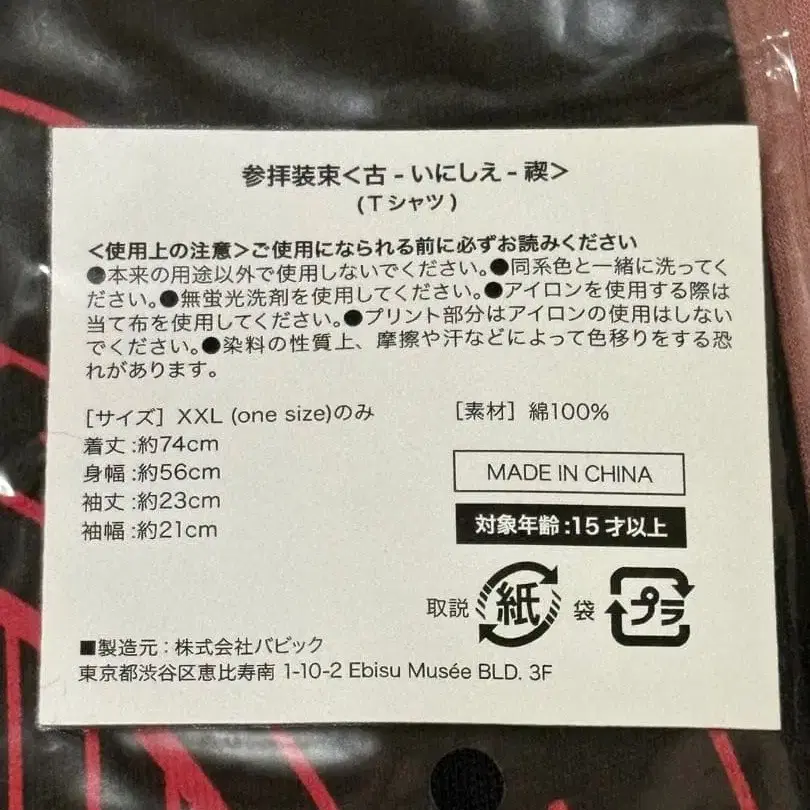 参拝装束<古-いにしえ-禊>
(Tシャツ)
<使用上の注意>ご使用になられる前に必ずお読みください
●本来の用途以外で使用しないでください。●同系色と一緒に洗ってく
ださい。●無蛍光洗剤を使用してください。●アイロンを使用する際は
当て布を使用してください。●プリント部分はアイロンの使用はしない
でください。●染料の性質上、摩擦や汗などによって色移りをする恐
れがあります。
[サイズ] XXL (one size)のみ
着丈:約74cm
身幅:約56cm
袖丈:約23cm
袖幅:約21cm
[素材] 綿100%
MADE IN CHINA
対象年齢:15才以上
取説 紙 袋 プラ
■製造元:株式会社バビック
東京都渋谷区恵比寿南 1-10-2 Ebisu Musée BLD. 3F